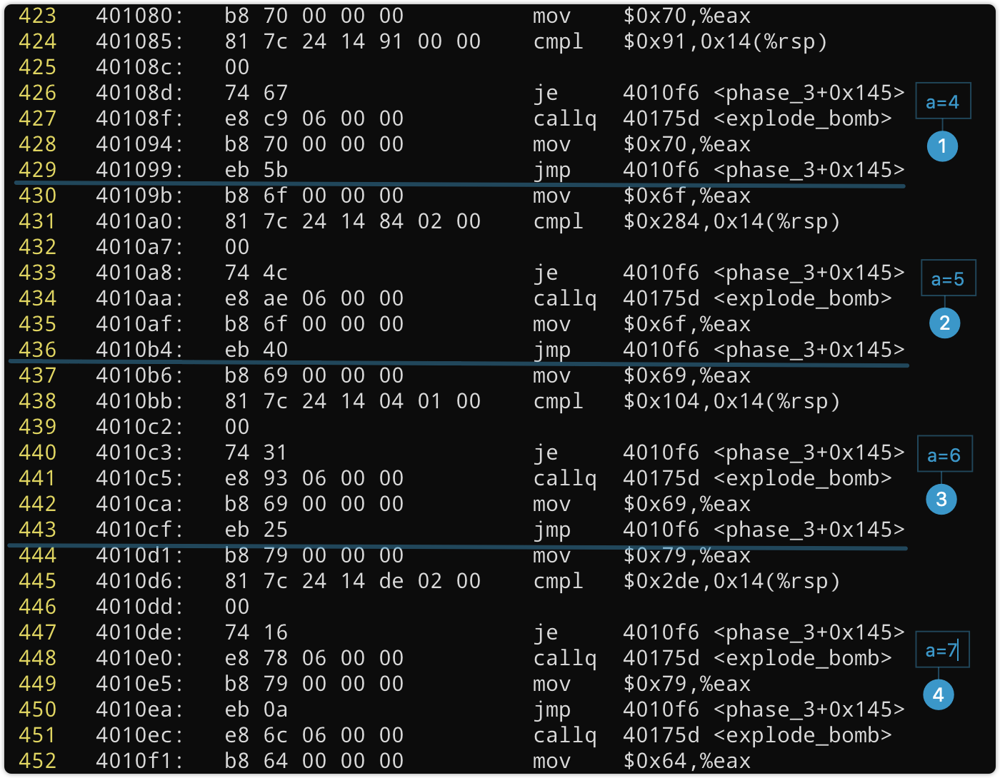 423 401080: b8 70 00 00 00 mov $0x70,%eax
424 401085: 81 7c 24 14 91 00 00 cmpl $0x91,0x14(%rsp)
425 40108c: 00
426 40108d: 74 67 je 4010f6 <phase_3+0x145>
a=4
427 40108f: e8 c9 06 00 00 callq 40175d <explode_bomb>
428 401094: b8 70 00 00 00 mov $0x70,%eax
1
429 401099: eb 5b jmp 4010f6 <phase_3+0x145>
430 40109b: b8 6f 00 00 00 mov $0x6f,%eax
431 4010a0: 81 7c 24 14 84 02 00 cmpl $0x284,0x14(%rsp)
432 4010a7: 00
433 4010a8: 74 4c je 4010f6 <phase_3+0x145>
a=5
434 4010aa: e8 ae 06 00 00 callq 40175d <explode_bomb>
435 4010af: b8 6f 00 00 00 mov $0x6f,%eax
2
436 4010b4: eb 40 jmp 4010f6 <phase_3+0x145>
437 4010b6: b8 69 00 00 00 mov $0x69,%eax
438 4010bb: 81 7c 24 14 04 01 00 cmpl $0x104,0x14(%rsp)
439 4010c2: 00
440 4010c3: 74 31 je 4010f6 <phase_3+0x145>
a=6
441 4010c5: e8 93 06 00 00 callq 40175d <explode_bomb>
442 4010ca: b8 69 00 00 00 mov $0x69,%eax
3
443 4010cf: eb 25 jmp 4010f6 <phase_3+0x145>
444 4010d1: b8 79 00 00 00 mov $0x79,%eax
445 4010d6: 81 7c 24 14 de 02 00 cmpl $0x2de,0x14(%rsp)
446 4010dd: 00
447 4010de: 74 16 je 4010f6 <phase_3+0x145>
a=7
448 4010e0: e8 78 06 00 00 callq 40175d <explode_bomb>
449 4010e5: b8 79 00 00 00 mov $0x79,%eax
4
450 4010ea: eb 0a jmp 4010f6 <phase_3+0x145>
451 4010ec: e8 6c 06 00 00 callq 40175d <explode_bomb>
452 4010f1: b8 64 00 00 00 mov $0x64,%eax